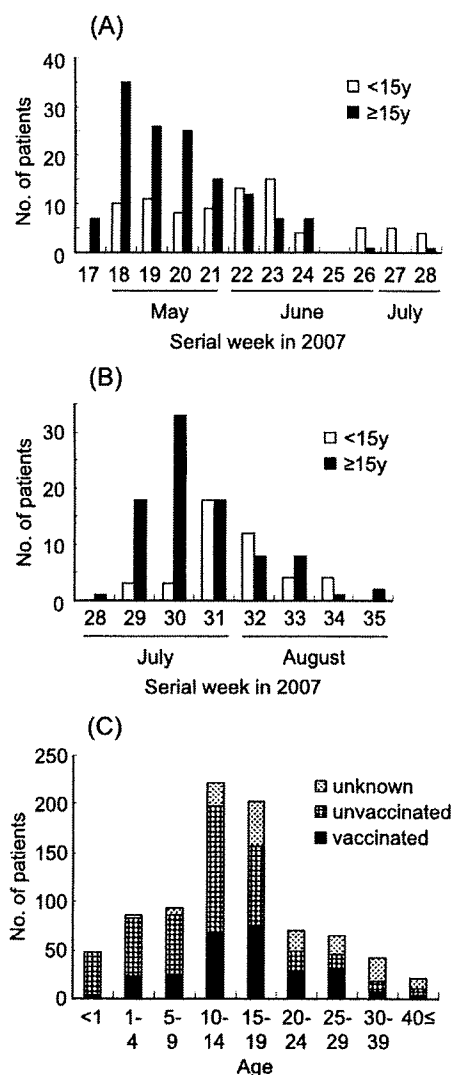 (A)
40
30
20
10
0
No. of patients
<15y
≥15y
17 18 19 20 21 22 23 24 25 26 27 28
May June July
Serial week in 2007
(B)
30
20
10
0
No. of patients
<15y
≥15y
28 29 30 31 32 33 34 35
July August
Serial week in 2007
(C)
250
200
150
100
50
0
No. of patients
unknown
unvaccinated
vaccinated
<1 1- 5- 10- 15- 20- 25- 30- 40≤
4 9 14 19 24 29 39
Age